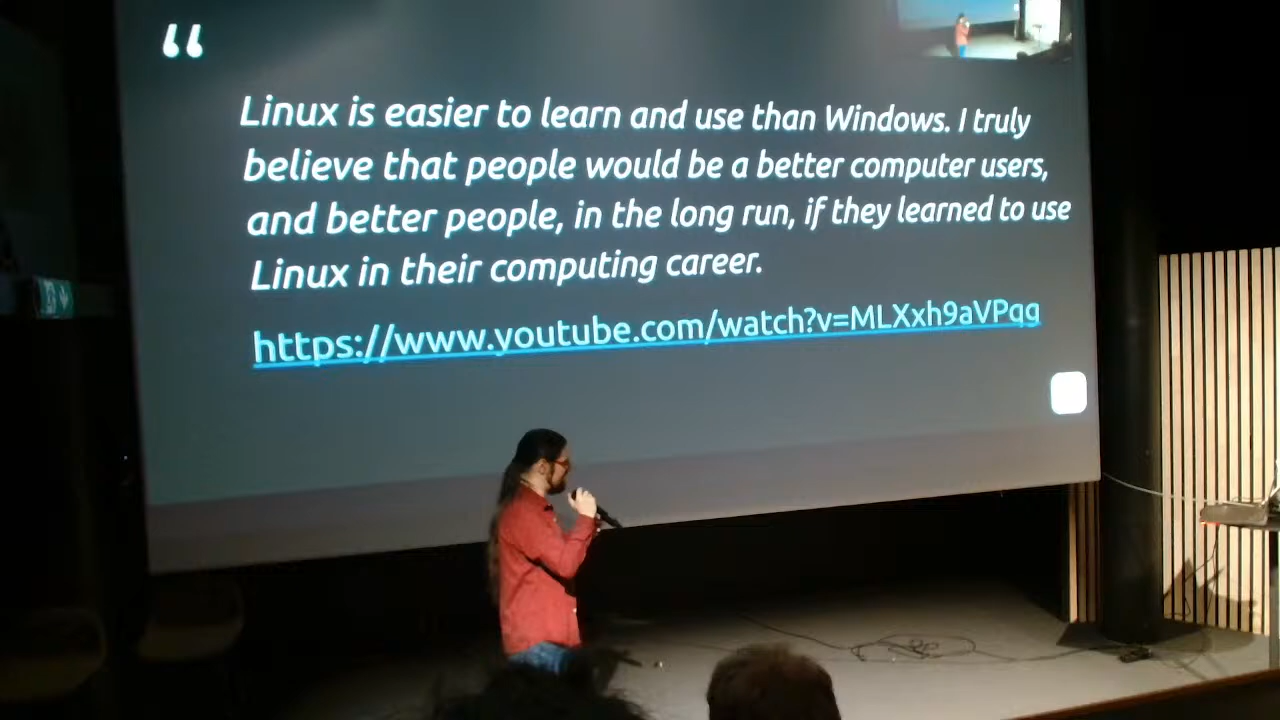 “
Linux is easier to learn and use than Windows. I truly
believe that people would be a better computer users,
and better people, in the long run, if they learned to use
Linux in their computing career.
https://www.youtube.com/watch?v=MLXxh9aVPqg